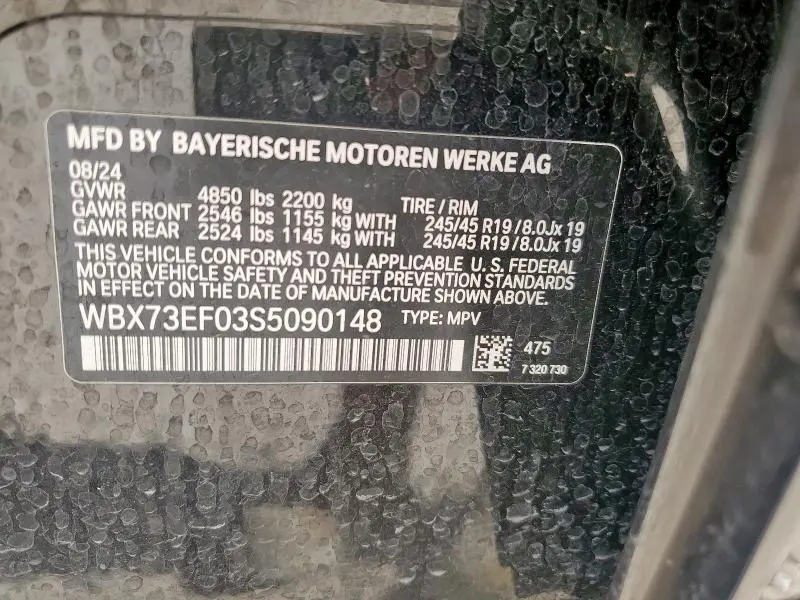 MFD BY BAYERISCHE MOTOREN WERKE AG
08/24
GVWR 4850 lbs 2200 kg TIRE / RIM
GAWR FRONT 2546 lbs 1155 kg WITH 245/45 R19 / 8.0Jx 19
GAWR REAR 2524 lbs 1145 kg WITH 245/45 R19 / 8.0Jx 19
THIS VEHICLE CONFORMS TO ALL APPLICABLE U.S. FEDERAL
MOTOR VEHICLE SAFETY AND THEFT PREVENTION STANDARDS
IN EFFECT ON THE DATE OF MANUFACTURE SHOWN ABOVE.
WBX73EF03S5090148 TYPE: MPV
475
7 320 730